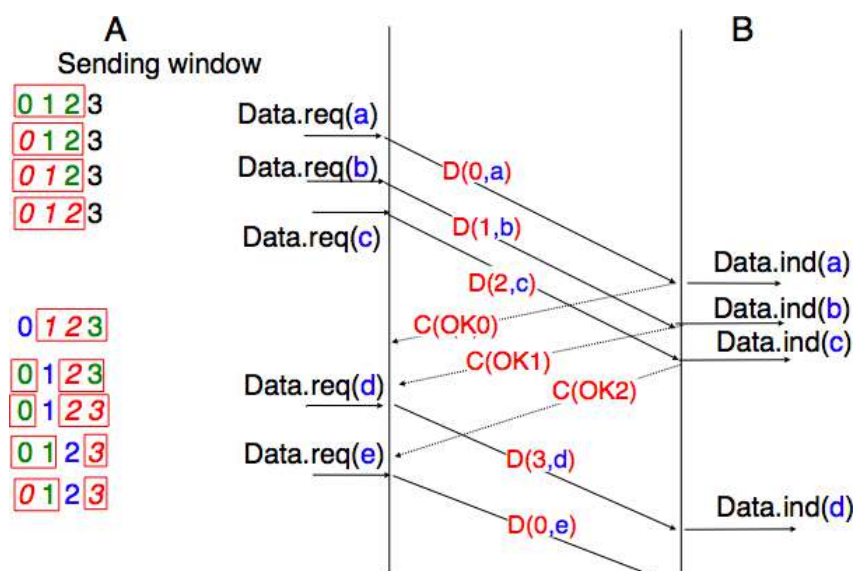 A
B
Sending window
0 1 2 3
0 1 2 3
0 1 2 3
0 1 2 3
Data.req(a)
Data.req(b)
Data.req(c)
D(0,a)
D(1,b)
D(2,c)
Data.ind(a)
Data.ind(b)
Data.ind(c)
0 1 2 3
C(OK0)
0 1 2 3
C(OK1)
Data.req(d)
0 1 2 3
C(OK2)
0 1 2 3
Data.req(e)
D(3,d)
0 1 2 3
Data.ind(d)
D(0,e)